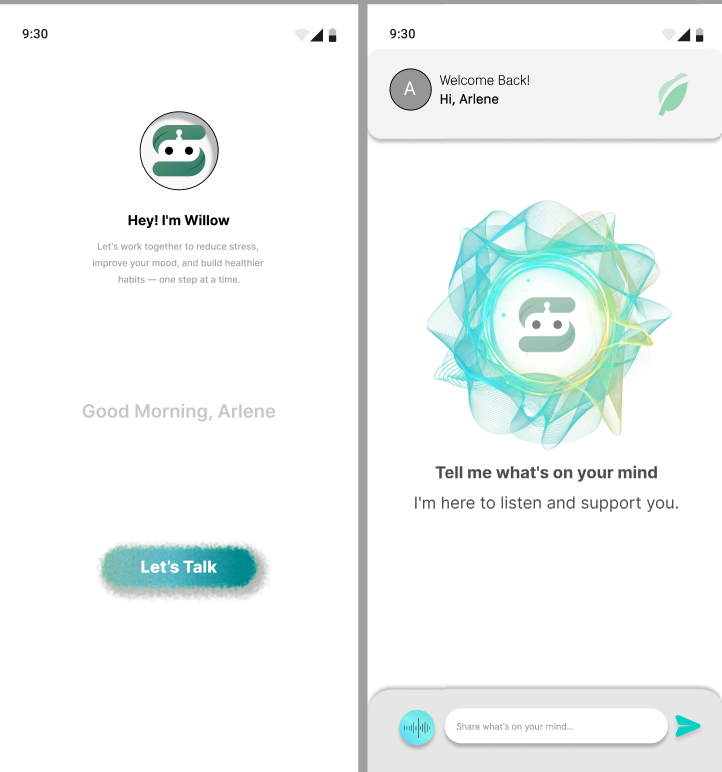 9:30
Hey! I'm Willow
Let's work together to reduce stress,
improve your mood, and build healthier
habits — one step at a time.
Good Morning, Arlene
Let's Talk
9:30
A
Welcome Back!
Hi, Arlene
Tell me what's on your mind
I'm here to listen and support you.
Share what's on your mind...